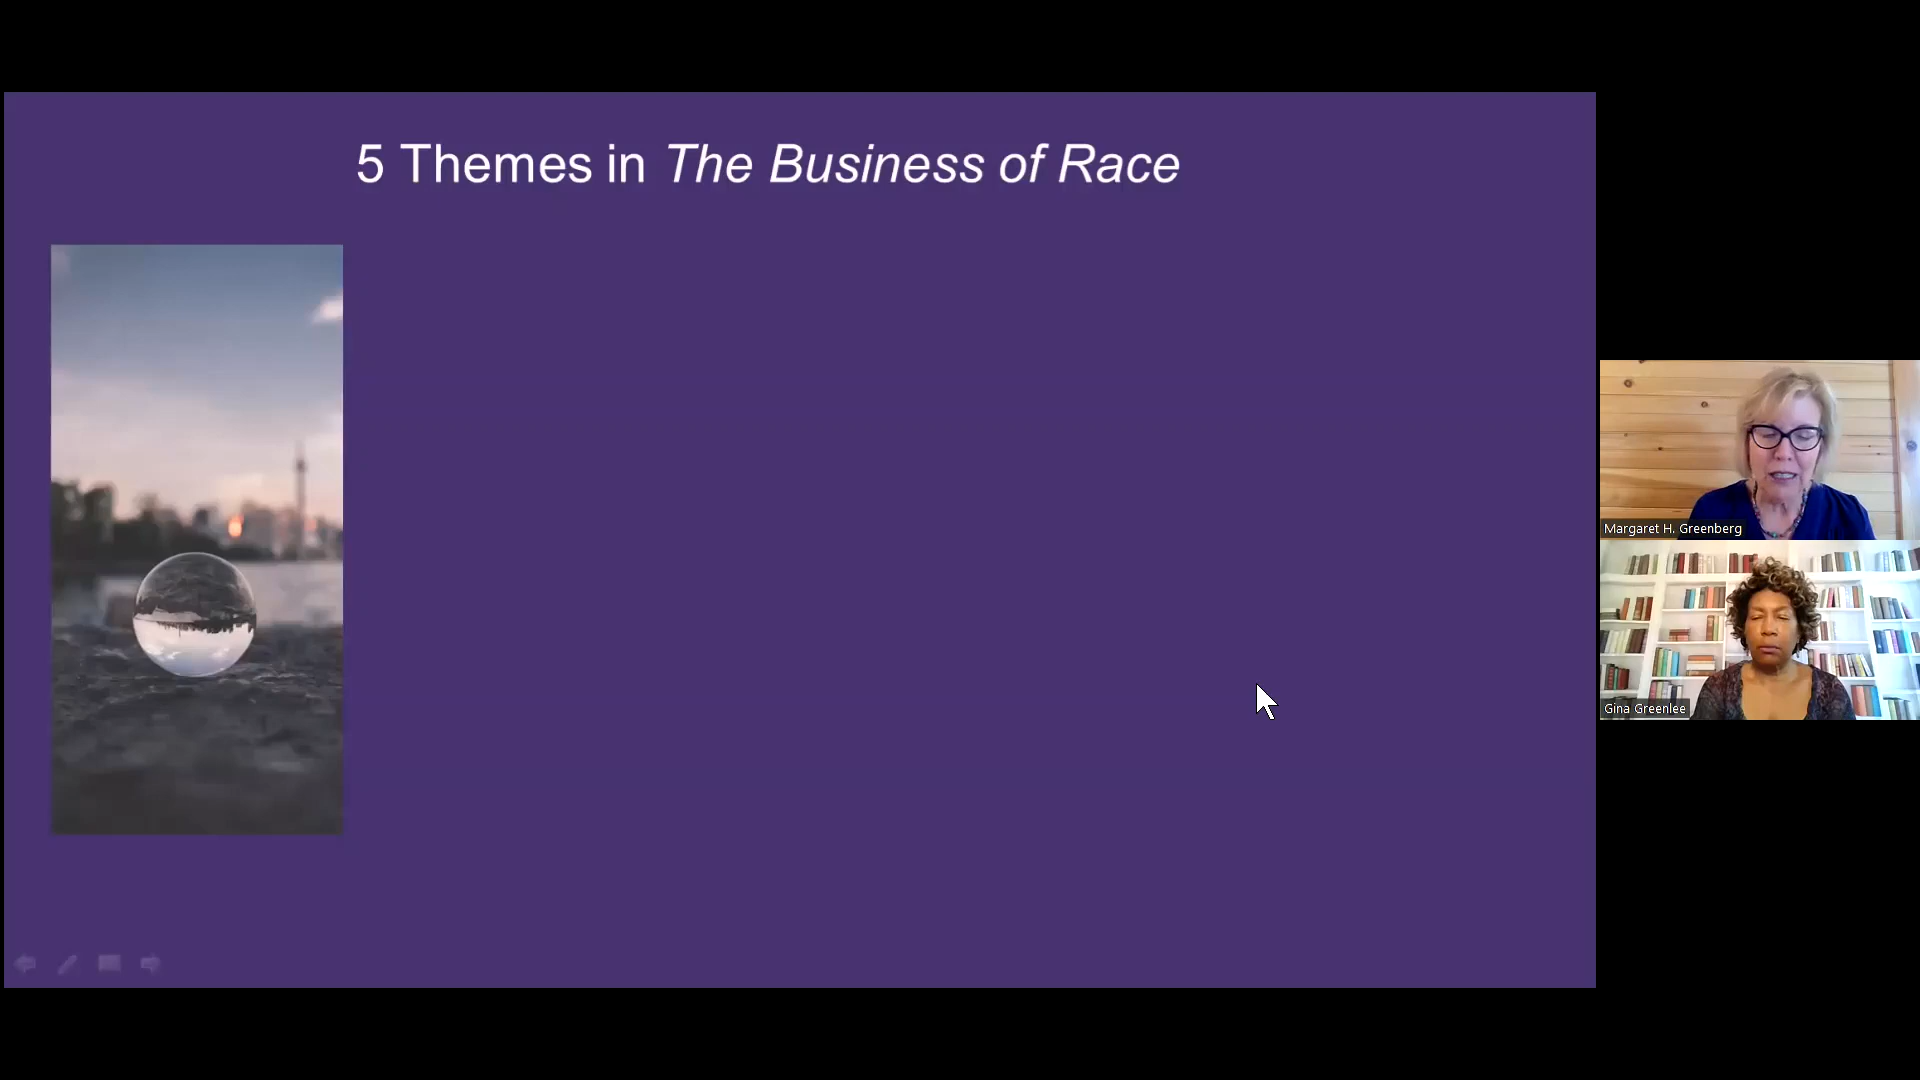 5 Themes in The Business of Race
Margaret H. Greenberg
Gina Greenlee